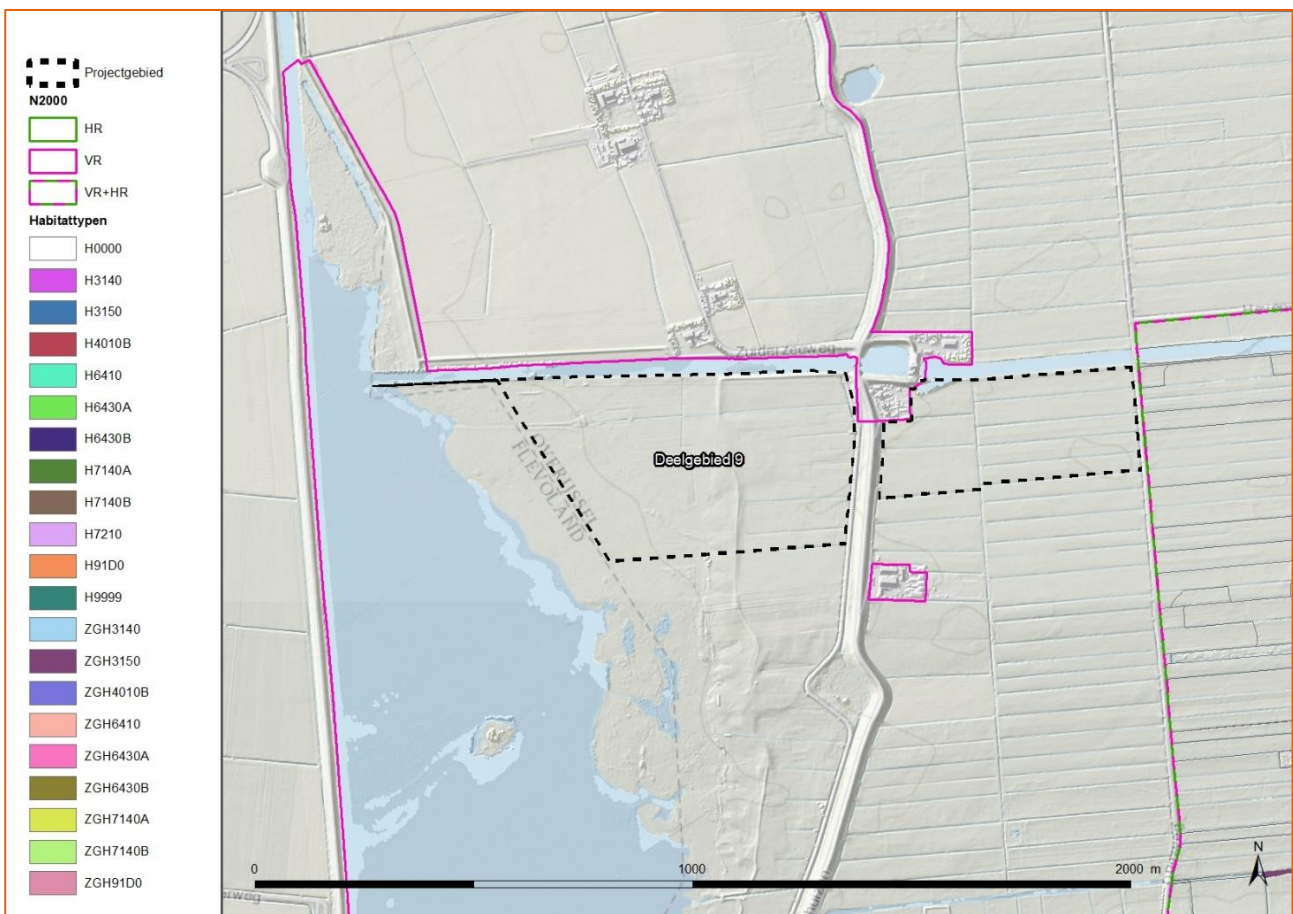 Projectgebied
N2000
HR
VR
VR+HR
Habitattypen
H0000
H3140
H3150
H4010B
H6410
H6430A
H6430B
H7140A
H7140B
H7210
H91D0
H9999
ZGH3140
ZGH3150
ZGH4010B
ZGH6410
ZGH6430A
ZGH6430B
ZGH7140A
ZGH7140B
ZGH91D0
Zuiderzeeweg
Deelgebied 9
OVERIJSSEL
FLEVOLAND
0 1000 2000 m
N